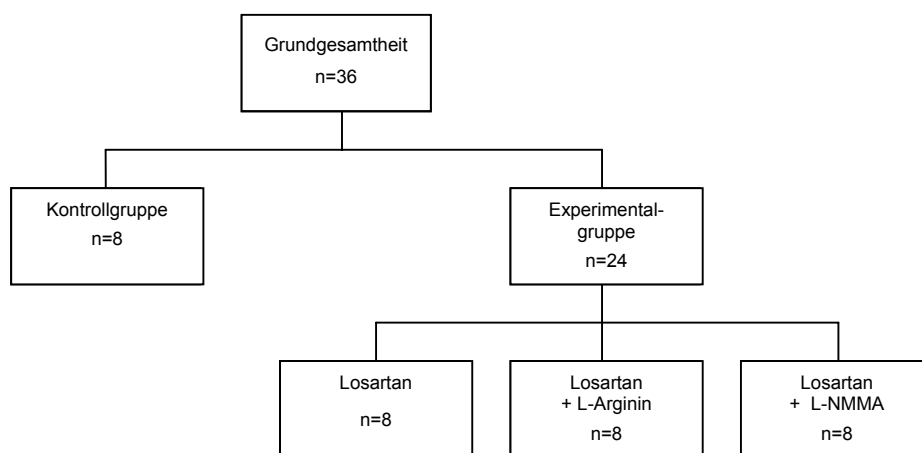 Grundgesamtheit
n=36
Kontrollgruppe
n=8
Experimental-
gruppe
n=24
Losartan
n=8
Losartan
+ L-Arginin
n=8
Losartan
+ L-NMMA
n=8